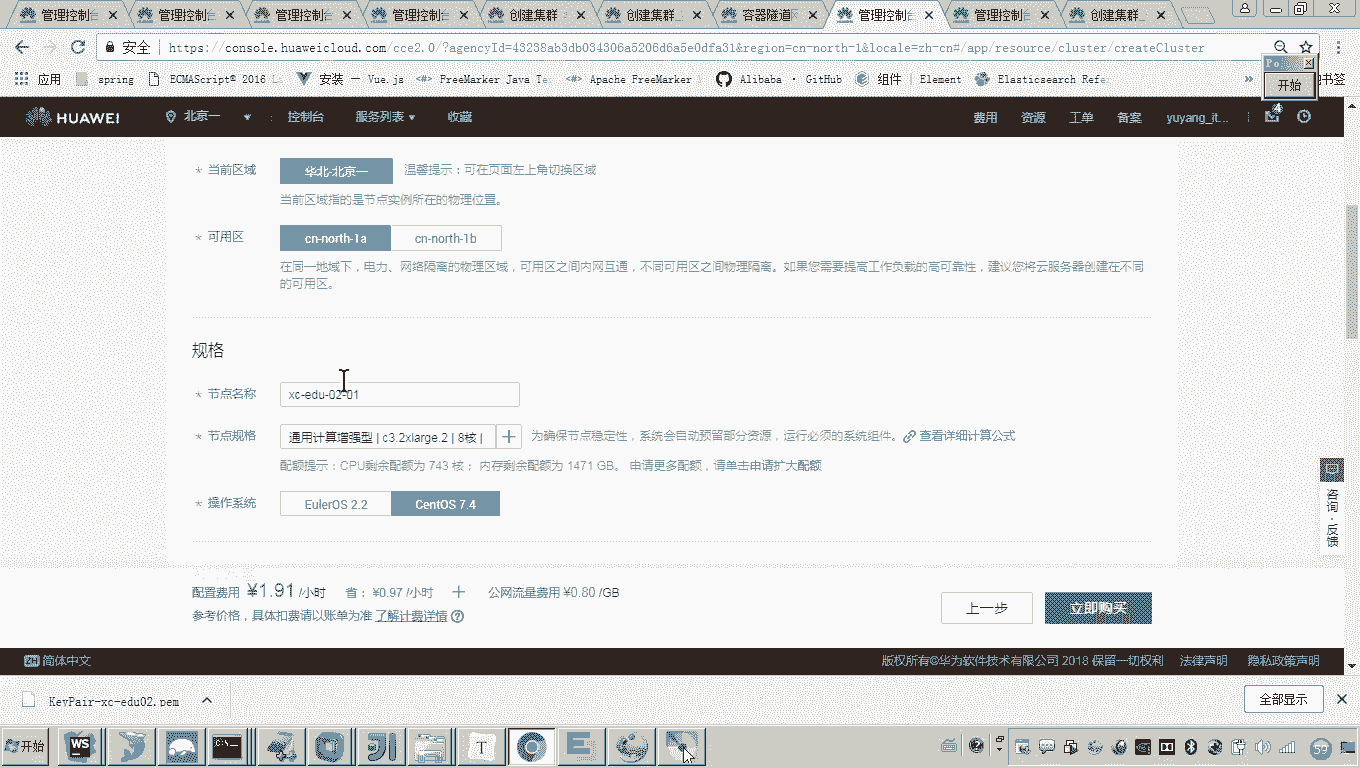 管理控制台
管理控制台
管理控制台
管理控制台
创建集群
创建集群
容器隧道网
管理控制台
管理控制台
创建集群
安全 | https://console.huaweicloud.com/cce2.0/?agencyId=43238ab3db034306a5206d6a5e0dfa31&region=cn-north-1&locale=zh-cn#/app/resource/cluster/createCluster
应用 spring ECMAScript® 2016 安装 — Vue.js FreeMarker Java Te Apache FreeMarker Alibaba · GitHub 组件 | Element Elasticsearch Refe » 书签
开始
HUAWEI 北京一 控制台 服务列表 收藏 费用 资源 工单 备案 yuyang_it... 4
* 当前区域 华北-北京一 温馨提示：可在页面左上角切换区域
当前区域指的是节点实例所在的物理位置。
* 可用区 cn-north-1a cn-north-1b
在同一地域下，电力、网络隔离的物理区域，可用区之间内网互通，不同可用区之间物理隔离。如果您需要提高工作负载的高可靠性，建议您将云服务器创建在不同
的可用区。
规格
* 节点名称 xc-edu-02-01
* 节点规格 通用计算增强型 | c3.2xlarge.2 | 8核 | 为确保节点稳定性，系统会自动预留部分资源，运行必须的系统组件。 查看详细计算公式
配额提示：CPU剩余配额为 743 核； 内存剩余配额为 1471 GB。 申请更多配额，请单击申请扩大配额
* 操作系统 EulerOS 2.2 CentOS 7.4
咨询·反馈
配置费用 ¥1.91 /小时 省： ¥0.97 /小时 + 公网流量费用 ¥0.80 /GB
参考价格，具体扣费请以账单为准 了解计费详情
上一步 立即购买
ZH 简体中文 版权所有©华为软件技术有限公司 2018 保留一切权利 法律声明 隐私政策声明
KeyPair-xc-edu02.pem 全部显示
开始 WS T 59